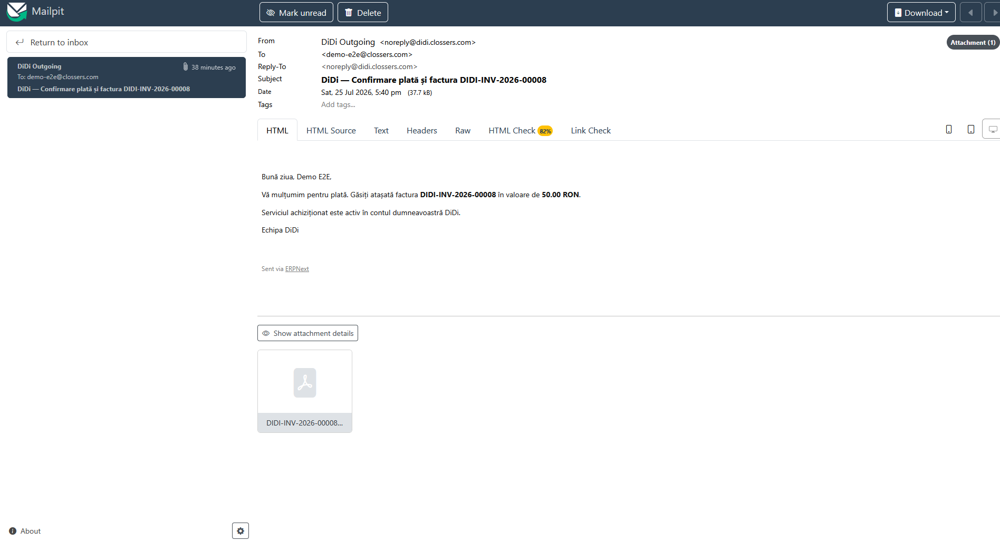 Mailpit
Mark unread
Delete
Download
Return to inbox
DiDi Outgoing
38 minutes ago
To: demo-e2e@clossers.com
DiDi — Confirmare plată și factura DIDI-INV-2026-00008
From DiDi Outgoing <noreply@didi.clossers.com>
Attachment (1)
To <demo-e2e@clossers.com>
Reply-To <noreply@didi.clossers.com>
Subject DiDi — Confirmare plată și factura DIDI-INV-2026-00008
Date Sat, 25 Jul 2026, 5:40 pm (37.7 kB)
Tags Add tags...
HTML HTML Source Text Headers Raw HTML Check 82% Link Check
Bună ziua, Demo E2E,
Vă mulțumim pentru plată. Găsiți atașată factura DIDI-INV-2026-00008 în valoare de 50.00 RON.
Serviciul achiziționat este activ în contul dumneavoastră DiDi.
Echipa DiDi
Sent via ERPNext
Show attachment details
DIDI-INV-2026-00008...
About